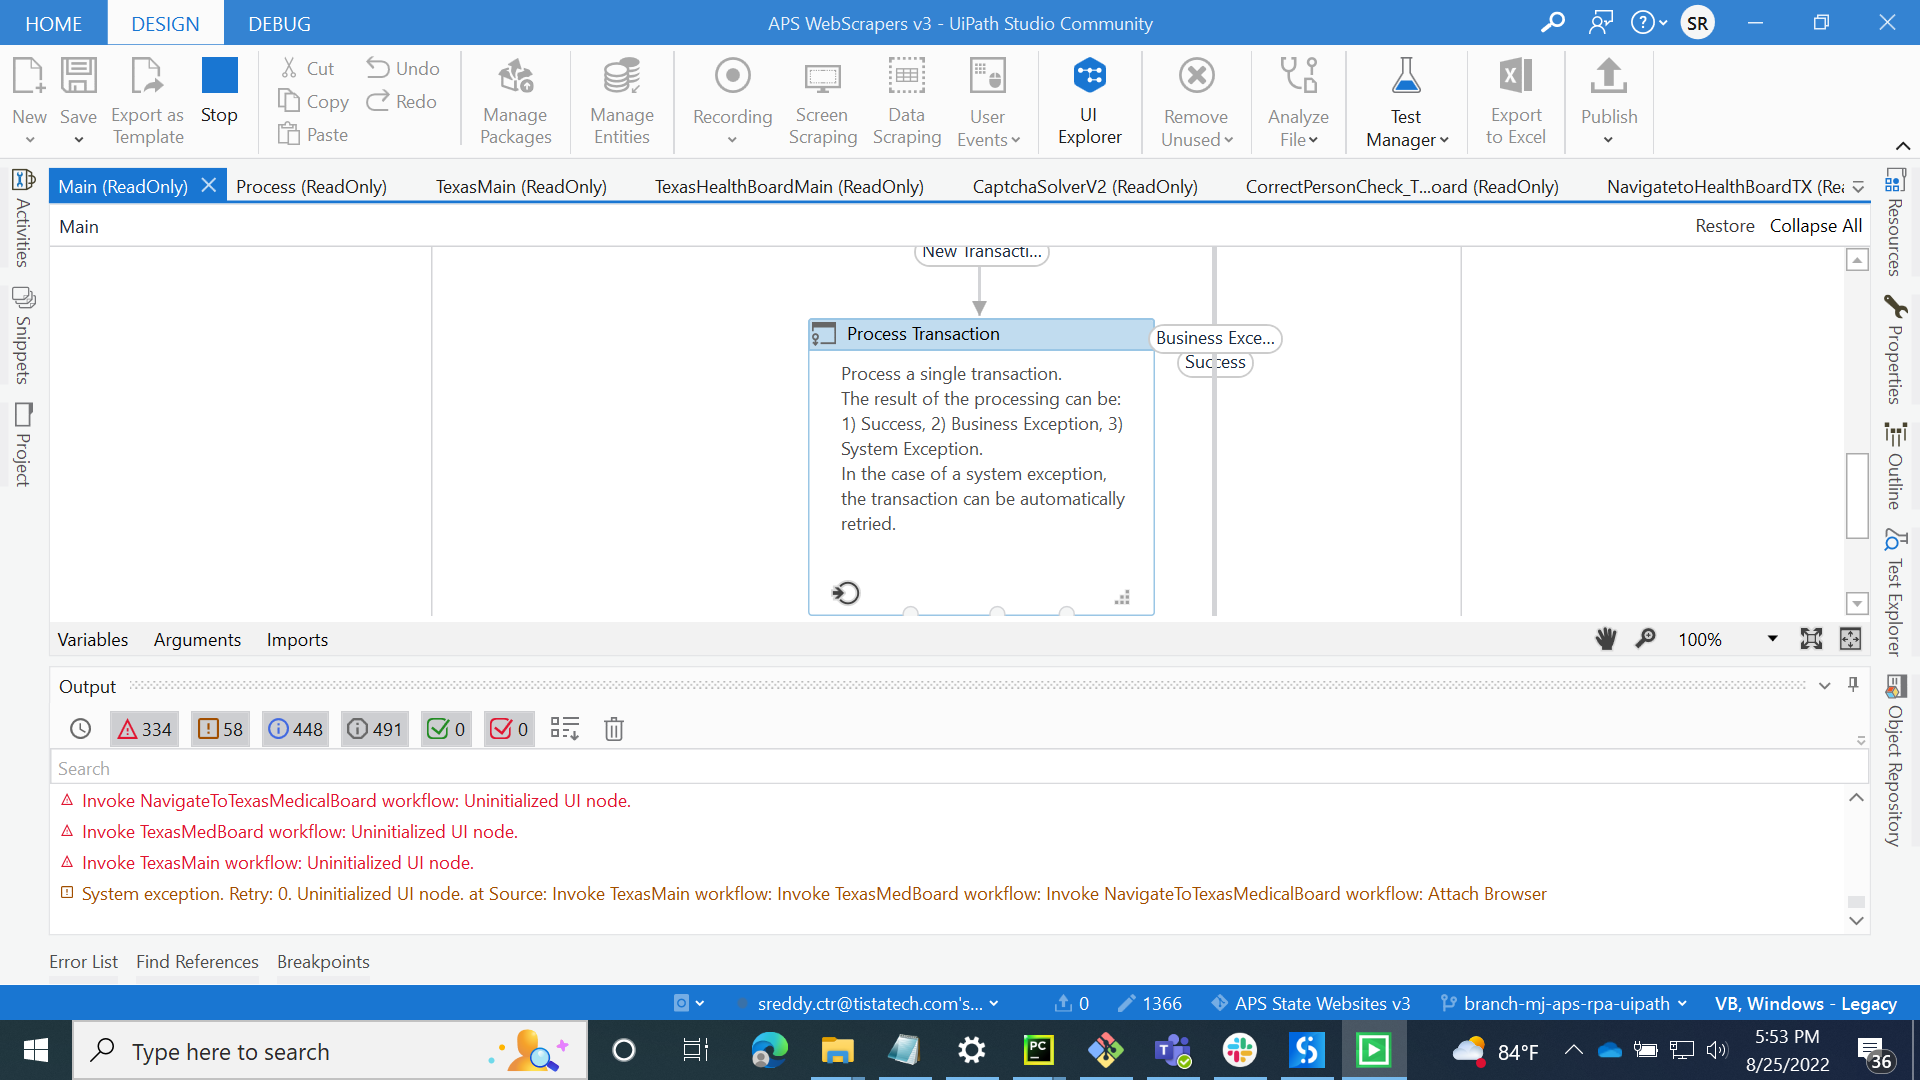 HOME
DESIGN
DEBUG
APS WebScrapers v3 - UiPath Studio Community
SR
New
Save
Export as Template
Stop
Cut
Copy
Paste
Undo
Redo
Manage Packages
Manage Entities
Recording
Screen Scraping
Data Scraping
User Events
UI Explorer
Remove Unused
Analyze File
Test Manager
Export to Excel
Publish
Main (ReadOnly)
Process (ReadOnly)
TexasMain (ReadOnly)
TexasHealthBoardMain (ReadOnly)
CaptchaSolverV2 (ReadOnly)
CorrectPersonCheck_T...oard (ReadOnly)
NavigatetoHealthBoardTX (Rea
Activities
Snippets
Project
Main
Restore
Collapse All
New Transacti...
Process Transaction
Business Exce...
Success
Process a single transaction.
The result of the processing can be:
1) Success, 2) Business Exception, 3)
System Exception.
In the case of a system exception,
the transaction can be automatically
retried.
Resources
Properties
Outline
Test Explorer
Object Repository
Variables
Arguments
Imports
100%
Output
334
58
448
491
0
0
Search
Invoke NavigateToTexasMedicalBoard workflow: Uninitialized UI node.
Invoke TexasMedBoard workflow: Uninitialized UI node.
Invoke TexasMain workflow: Uninitialized UI node.
System exception. Retry: 0. Uninitialized UI node. at Source: Invoke TexasMain workflow: Invoke TexasMedBoard workflow: Invoke NavigateToTexasMedicalBoard workflow: Attach Browser
Error List
Find References
Breakpoints
sreddy.ctr@tistatech.com's...
0
1366
APS State Websites v3
branch-mj-aps-rpa-uipath
VB, Windows - Legacy
Type here to search
PC
84°F
5:53 PM
8/25/2022
36